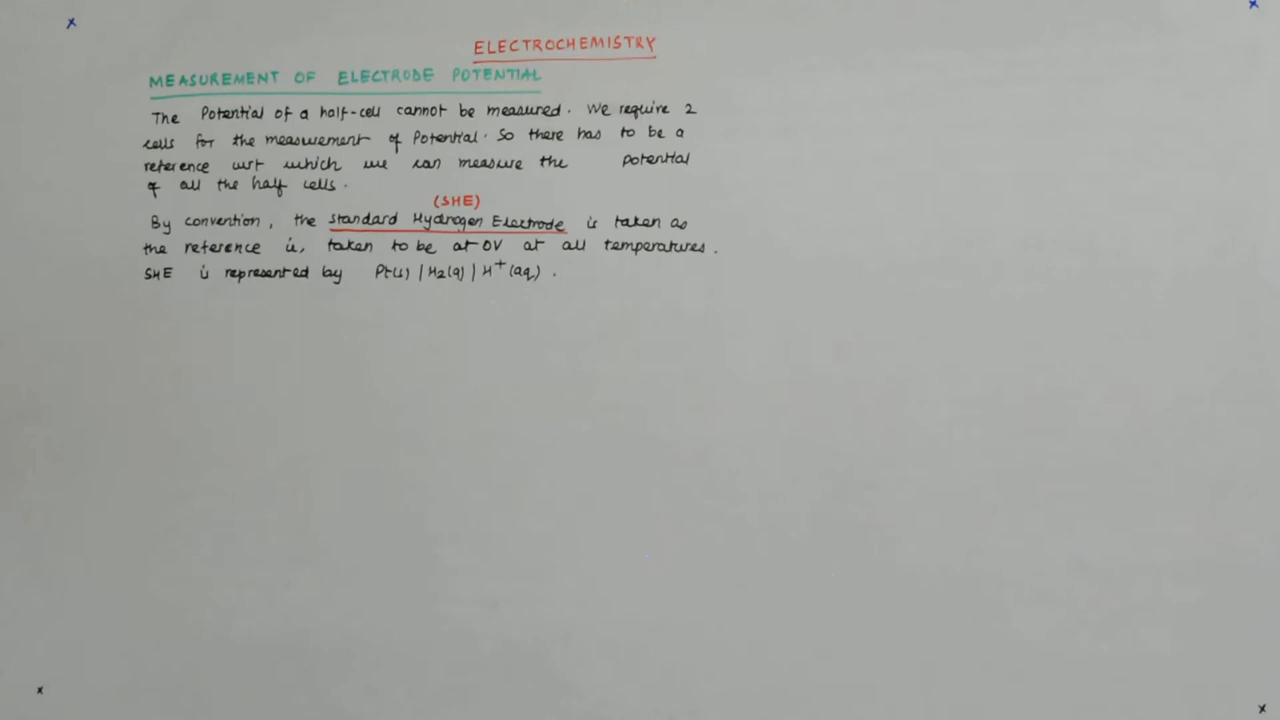 ELECTROCHEMISTRY
MEASUREMENT OF ELECTRODE POTENTIAL
The Potential of a half-cell cannot be measured. We require 2
cells for the measurement of Potential. So there has to be a
reference wrt which we can measure the potential
of all the half cells.
(SHE)
By convention, the standard Hydrogen Electrode is taken as
the reference is, taken to be at 0V at all temperatures.
SHE is represented by Pt(s) | H2(g) | H+(aq).